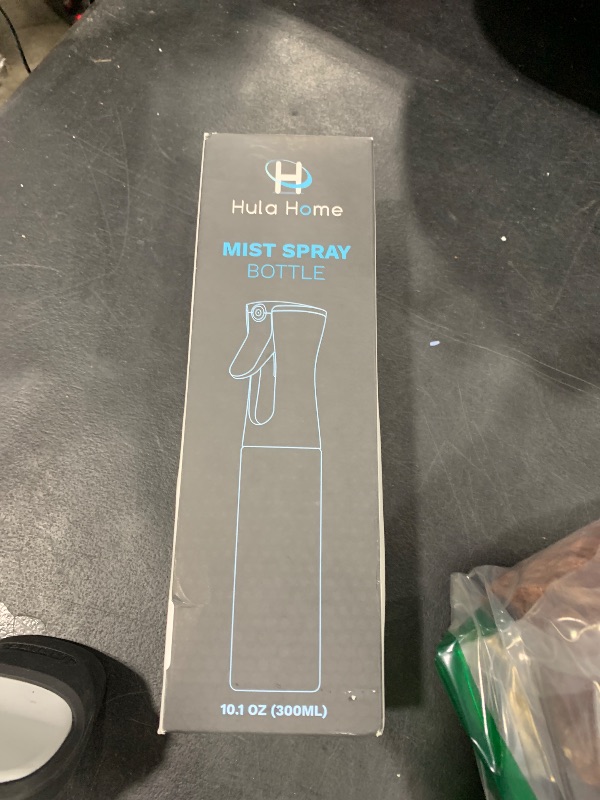 Hula Home
MIST SPRAY
BOTTLE
10.1 OZ (300ML)